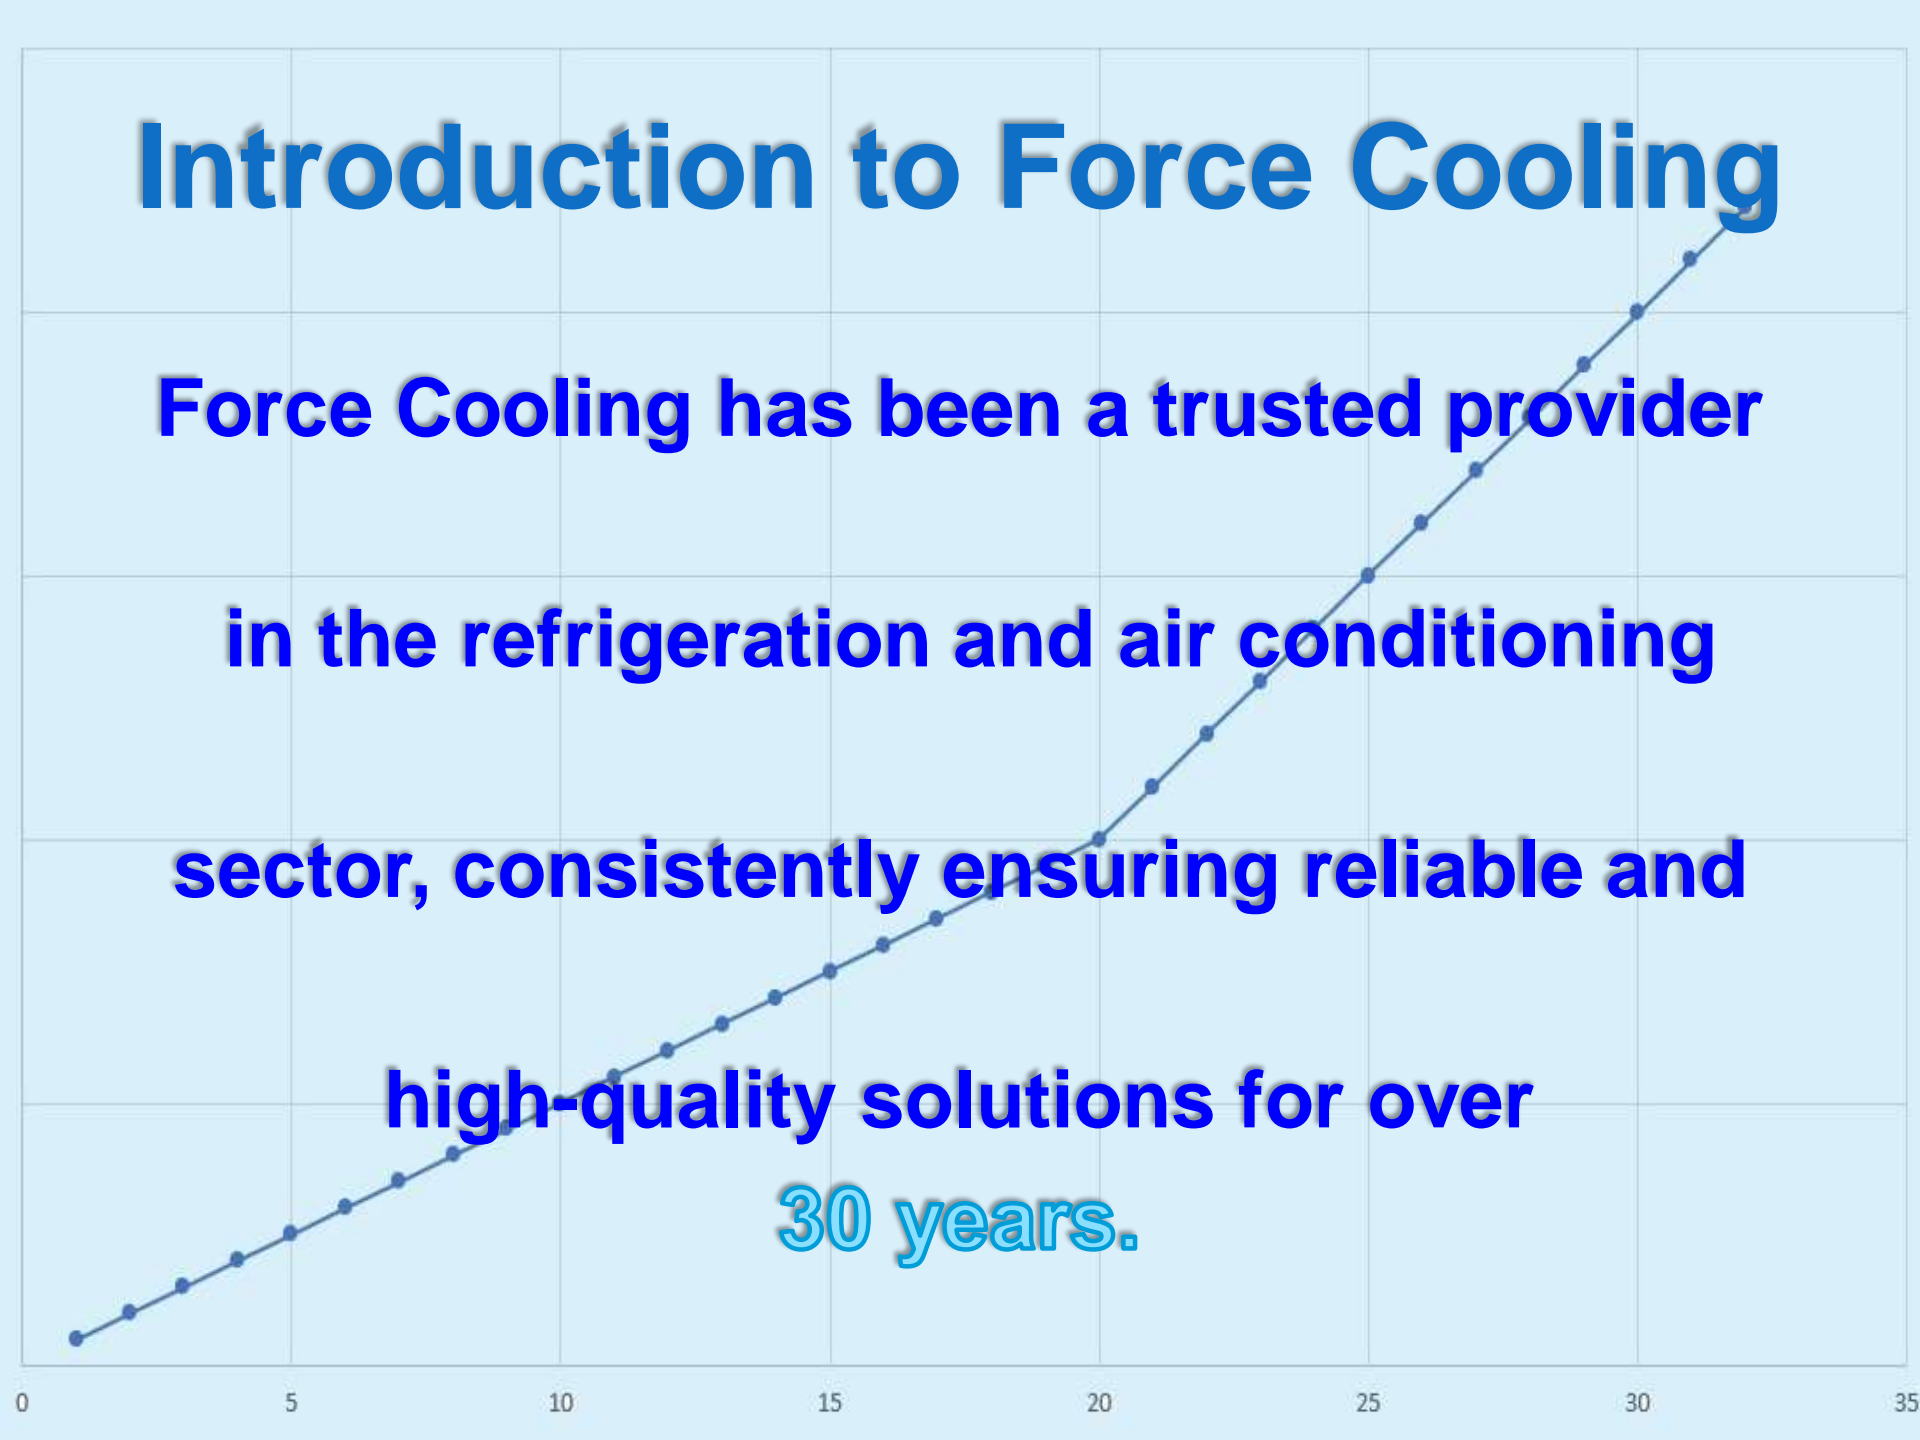 Introduction to Force Cooling
Force Cooling has been a trusted provider
in the refrigeration and air conditioning
sector, consistently ensuring reliable and
high-quality solutions for over
30 years.
0 5 10 15 20 25 30 35